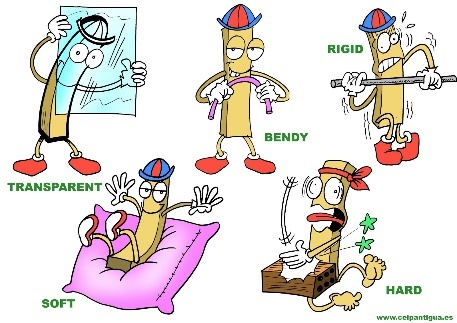 RIGID
BENDY
TRANSPARENT
SOFT
HARD
www.ceipantigua.es